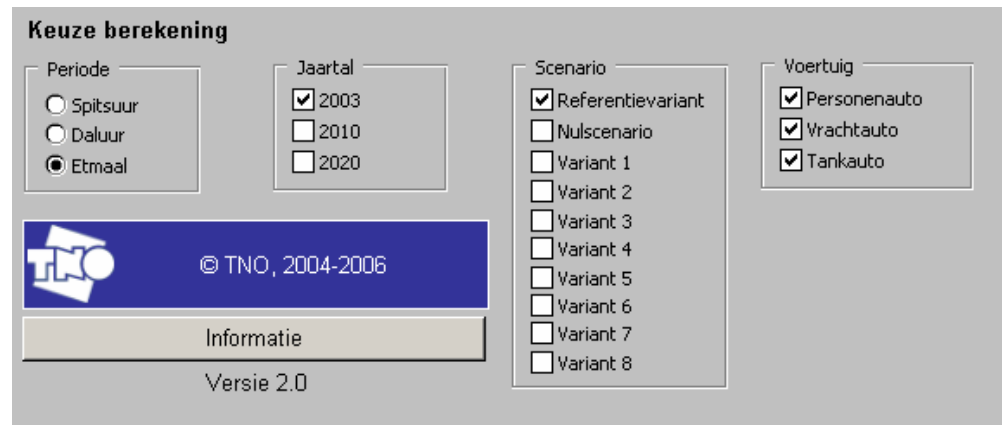 Keuze berekening
Periode
Spitsuur
Daluur
Etmaal
Jaartal
2003
2010
2020
Scenario
Referentievariant
Nulscenario
Variant 1
Variant 2
Variant 3
Variant 4
Variant 5
Variant 6
Variant 7
Variant 8
Voertuig
Personenauto
Vrachtauto
Tankauto
TNO
© TNO, 2004-2006
Informatie
Versie 2.0